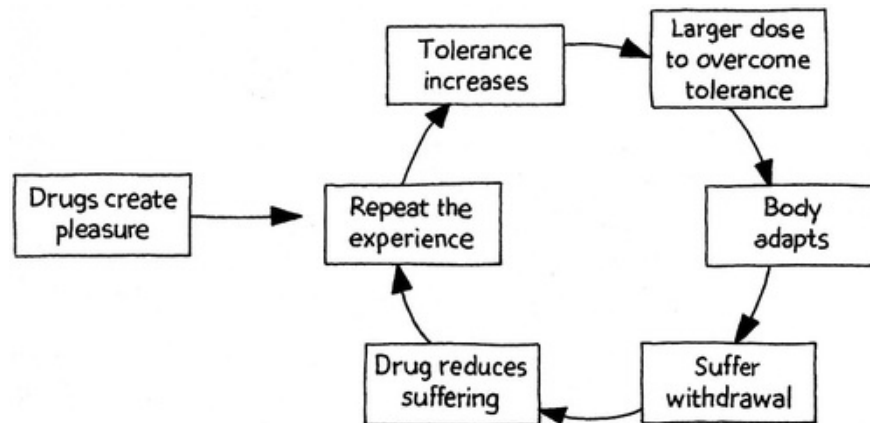 Drugs create
pleasure
Repeat the
experience
Tolerance
increases
Larger dose
to overcome
tolerance
Body
adapts
Suffer
withdrawal
Drug reduces
suffering